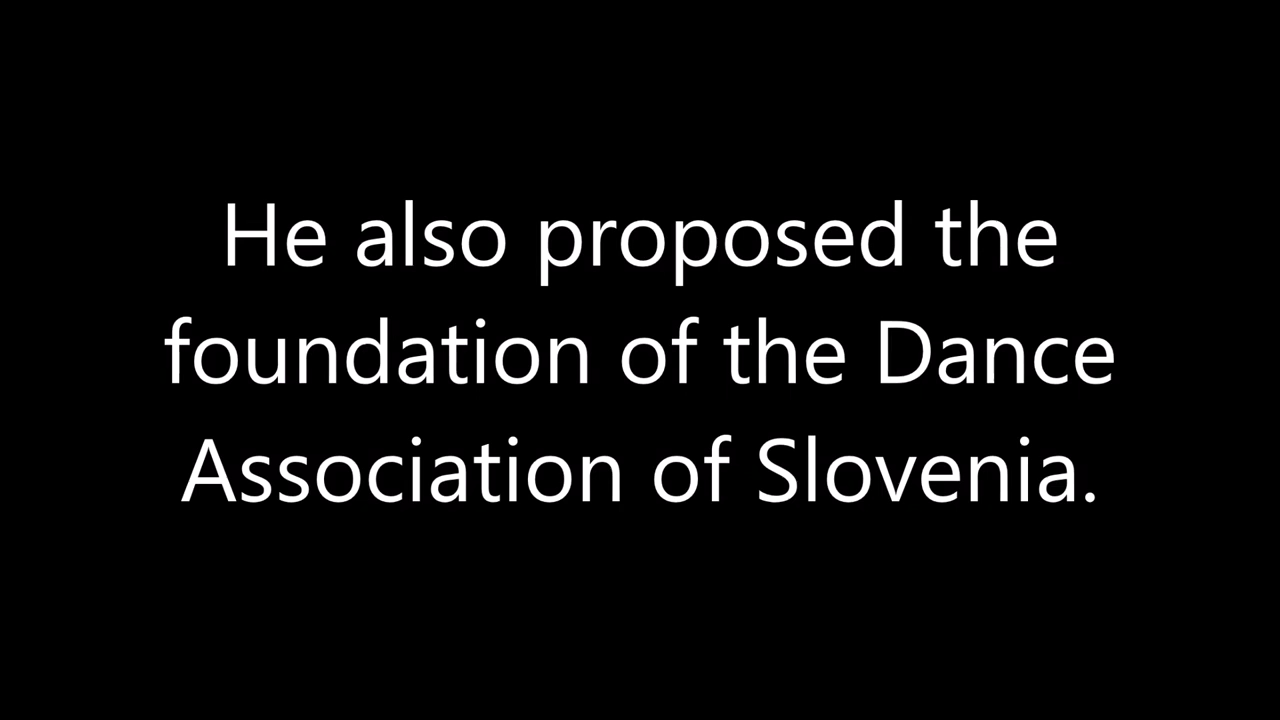 He also proposed the
foundation of the Dance
Association of Slovenia.